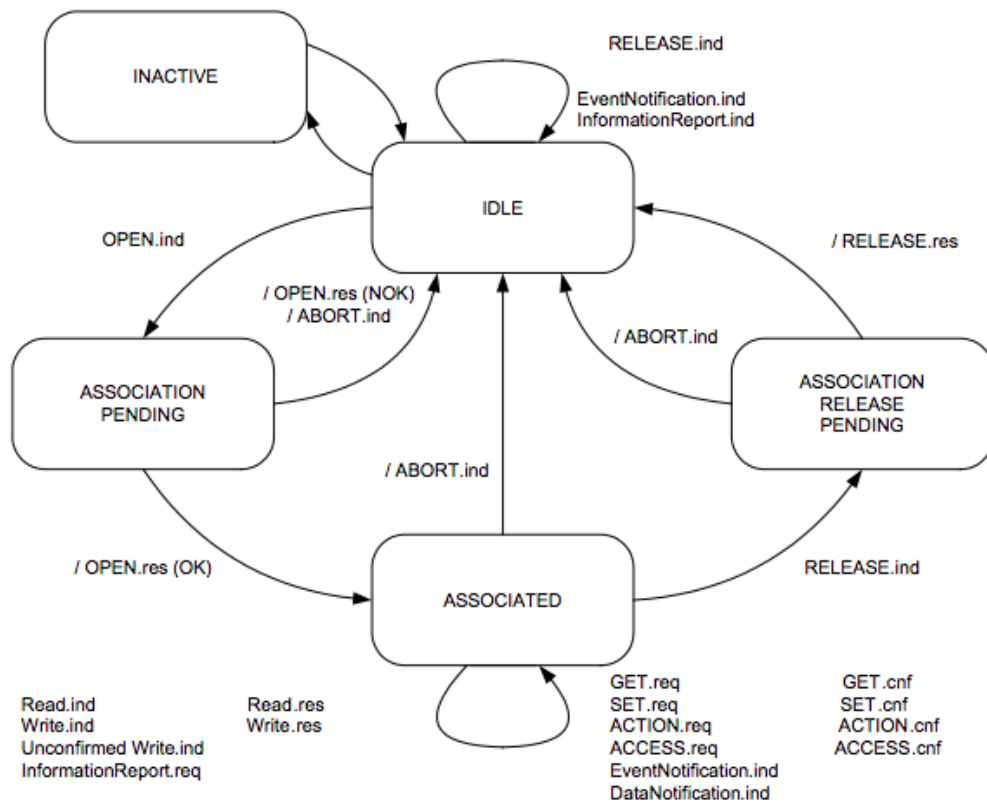 RELEASE.ind
INACTIVE
EventNotification.ind
InformationReport.ind
IDLE
OPEN.ind
/ RELEASE.res
/ OPEN.res (NOK)
/ ABORT.ind
/ ABORT.ind
ASSOCIATION
PENDING
ASSOCIATION
RELEASE
PENDING
/ ABORT.ind
/ OPEN.res (OK)
RELEASE.ind
ASSOCIATED
Read.ind
Write.ind
Unconfirmed Write.ind
InformationReport.req
Read.res
Write.res
GET.req
SET.req
ACTION.req
ACCESS.req
EventNotification.ind
DataNotification.ind
GET.cnf
SET.cnf
ACTION.cnf
ACCESS.cnf